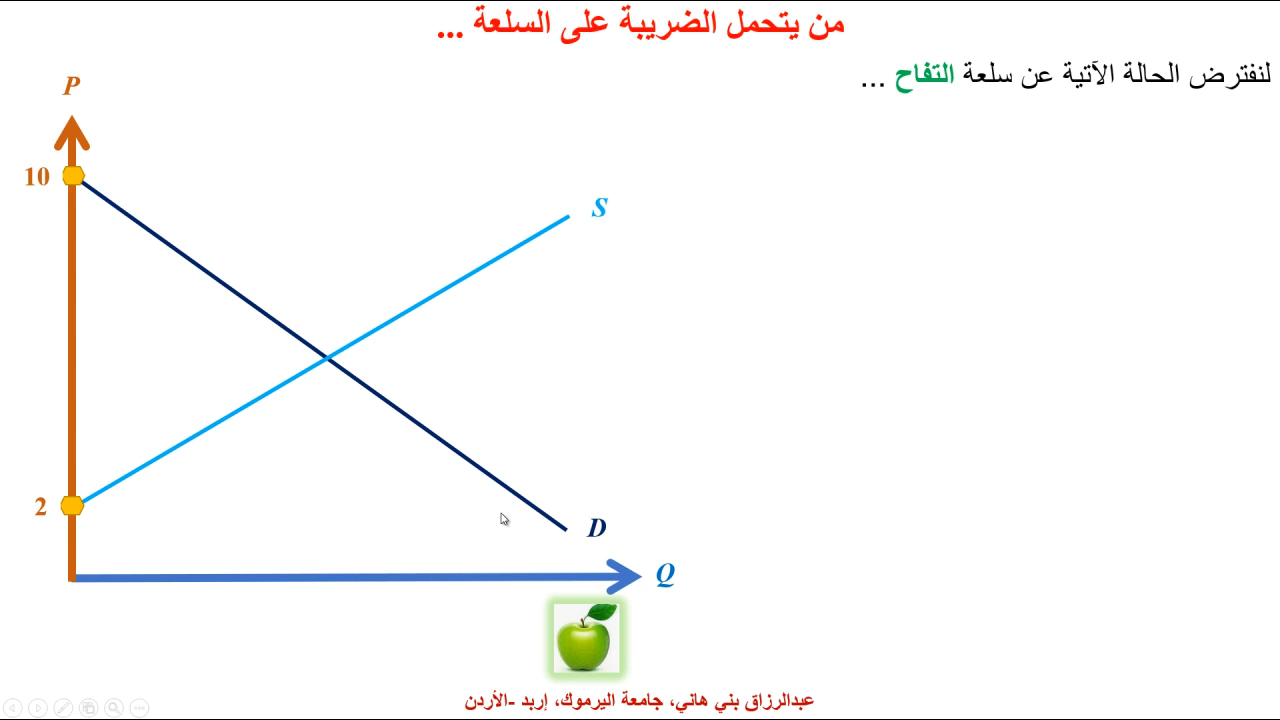 من يتحمل الضريبة على السلعة ...
لنفترض الحالة الآتية عن سلعة التفاح ...
P
10
S
2
D
Q
عبدالرزاق بني هاني، جامعة اليرموك، إربد -الأردن